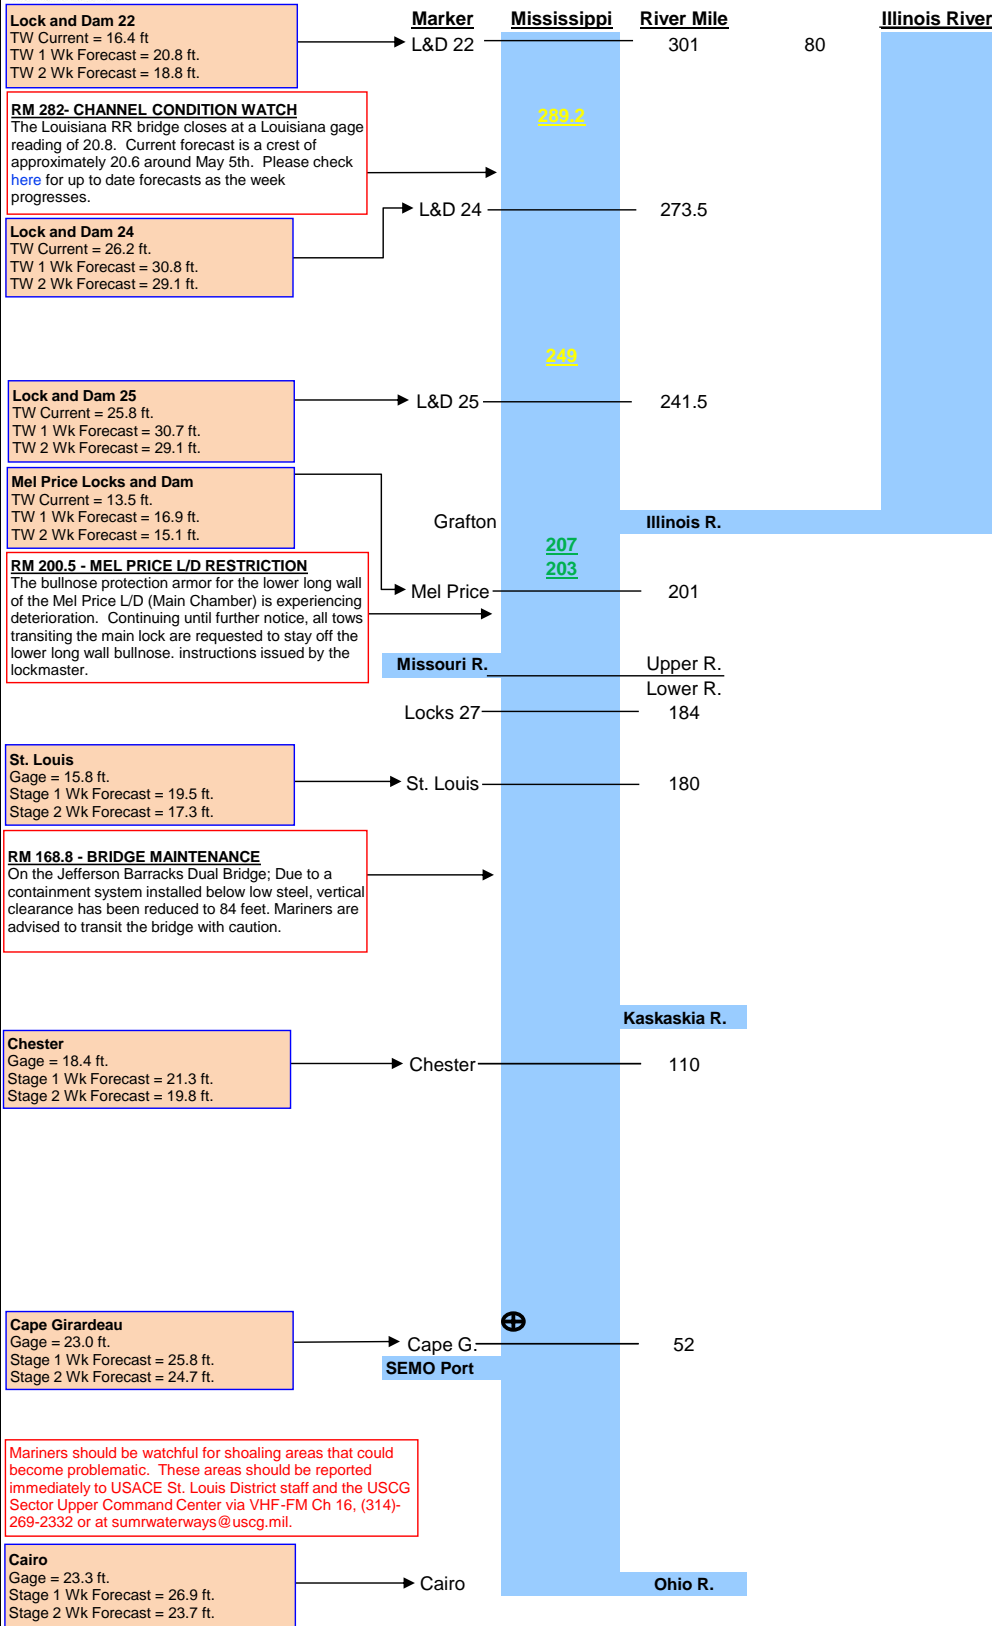 Marker Mississippi River Mile Illinois River
Lock and Dam 22
TW Current = 16.4 ft
TW 1 Wk Forecast = 20.8 ft.
TW 2 Wk Forecast = 18.8 ft.
L&D 22 301 80
RM 282- CHANNEL CONDITION WATCH
The Louisiana RR bridge closes at a Louisiana gage
reading of 20.8. Current forecast is a crest of
approximately 20.6 around May 5th. Please check
here for up to date forecasts as the week
progresses.
289.2
L&D 24 273.5
Lock and Dam 24
TW Current = 26.2 ft.
TW 1 Wk Forecast = 30.8 ft.
TW 2 Wk Forecast = 29.1 ft.
249
Lock and Dam 25
TW Current = 25.8 ft.
TW 1 Wk Forecast = 30.7 ft.
TW 2 Wk Forecast = 29.1 ft.
L&D 25 241.5
Mel Price Locks and Dam
TW Current = 13.5 ft.
TW 1 Wk Forecast = 16.9 ft.
TW 2 Wk Forecast = 15.1 ft.
Grafton Illinois R.
207
203
RM 200.5 - MEL PRICE L/D RESTRICTION
The bullnose protection armor for the lower long wall
of the Mel Price L/D (Main Chamber) is experiencing
deterioration. Continuing until further notice, all tows
transiting the main lock are requested to stay off the
lower long wall bullnose. instructions issued by the
lockmaster.
Mel Price 201
Missouri R. Upper R.
Lower R.
Locks 27 184
St. Louis
Gage = 15.8 ft.
Stage 1 Wk Forecast = 19.5 ft.
Stage 2 Wk Forecast = 17.3 ft.
St. Louis 180
RM 168.8 - BRIDGE MAINTENANCE
On the Jefferson Barracks Dual Bridge; Due to a
containment system installed below low steel, vertical
clearance has been reduced to 84 feet. Mariners are
advised to transit the bridge with caution.
Kaskaskia R.
Chester
Gage = 18.4 ft.
Stage 1 Wk Forecast = 21.3 ft.
Stage 2 Wk Forecast = 19.8 ft.
Chester 110
Cape Girardeau
Gage = 23.0 ft.
Stage 1 Wk Forecast = 25.8 ft.
Stage 2 Wk Forecast = 24.7 ft.
Cape G. 52
SEMO Port
Mariners should be watchful for shoaling areas that could
become problematic. These areas should be reported
immediately to USACE St. Louis District staff and the USCG
Sector Upper Command Center via VHF-FM Ch 16, (314)-
269-2332 or at sumrwaterways@uscg.mil.
Cairo
Gage = 23.3 ft.
Stage 1 Wk Forecast = 26.9 ft.
Stage 2 Wk Forecast = 23.7 ft.
Cairo Ohio R.